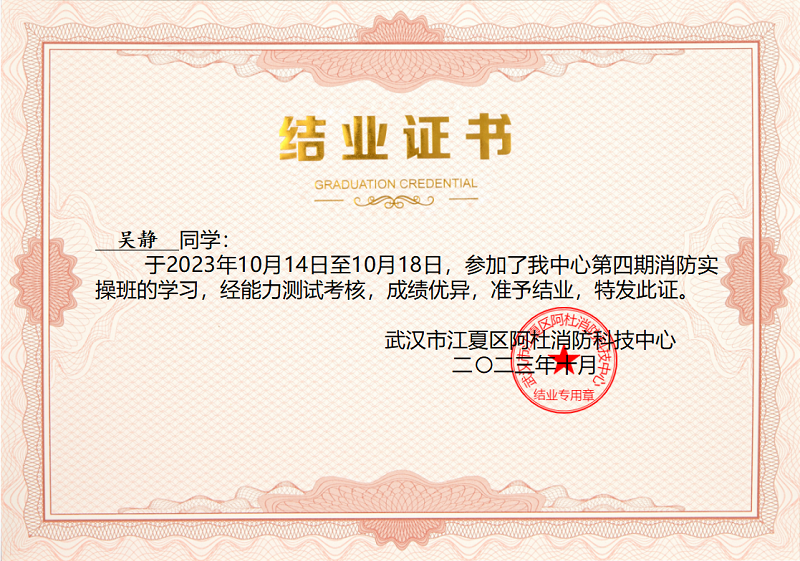 结业证书
GRADUATION CREDENTIAL
吴静 同学：
于2023年10月14日至10月18日，参加了我中心第四期消防实
操班的学习，经能力测试考核，成绩优异，准予结业，特发此证。
武汉市江夏区阿杜消防科技中心
二〇二三年十月
武汉市江夏区阿杜消防科技中心
结业专用章